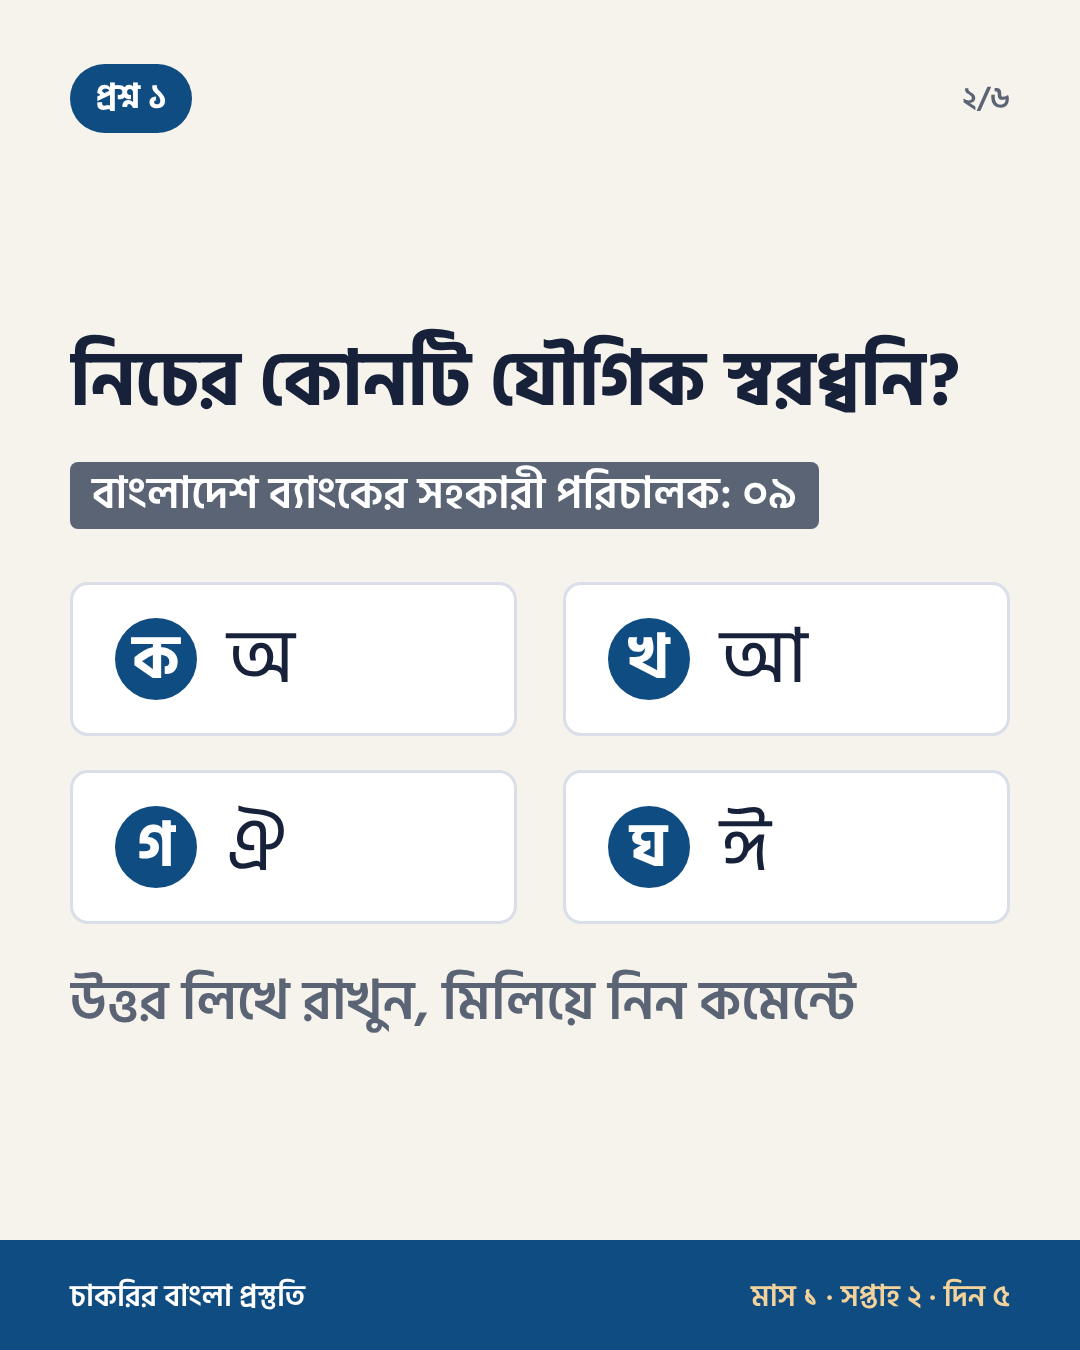 প্রশ্ন ১
২/৬
নিচের কোনটি যৌগিক স্বরধ্বনি?
বাংলাদেশ ব্যাংকের সহকারী পরিচালক: ০৯
ক অ
খ আ
গ ঐ
ঘ ঈ
উত্তর লিখে রাখুন, মিলিয়ে নিন কমেন্টে
চাকরির বাংলা প্রস্তুতি
মাস ১ · সপ্তাহ ২ · দিন ৫